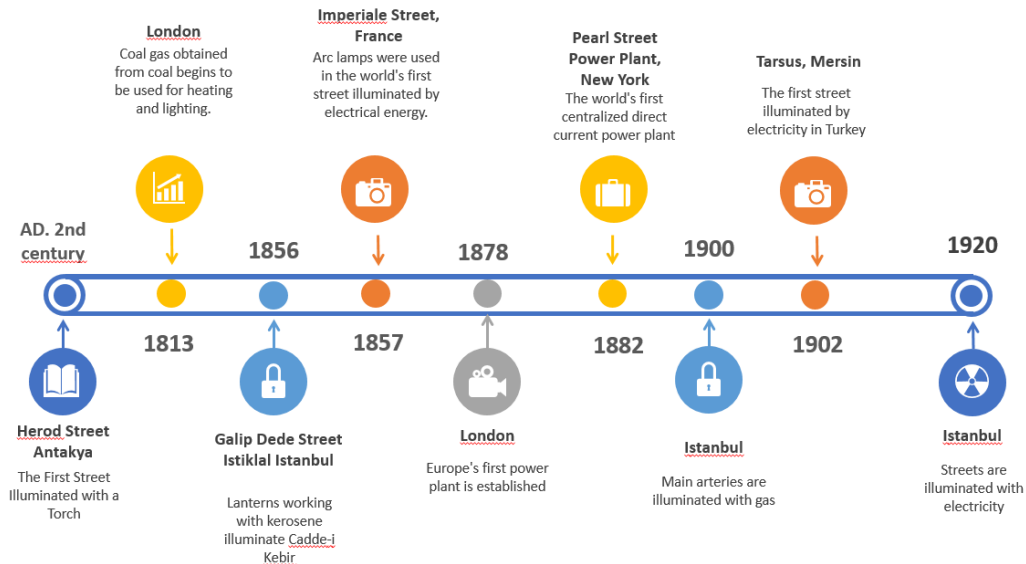 London
Coal gas obtained
from coal begins to
be used for heating
and lighting.
Imperiale Street,
France
Arc lamps were used
in the world's first
street illuminated by
electrical energy.
Pearl Street
Power Plant,
New York
The world's first
centralized direct
current power plant
Tarsus, Mersin
The first street
illuminated by
electricity in Turkey
AD. 2nd
century
1856
1878
1900
1920
1813
1857
1882
1902
Herod Street
Antakya
The First Street
Illuminated with a
Torch
Galip Dede Street
Istiklal Istanbul
Lanterns working
with kerosene
illuminate Cadde-i
Kebir
London
Europe's first power
plant is established
Istanbul
Main arteries are
illuminated with gas
Istanbul
Streets are
illuminated with
electricity